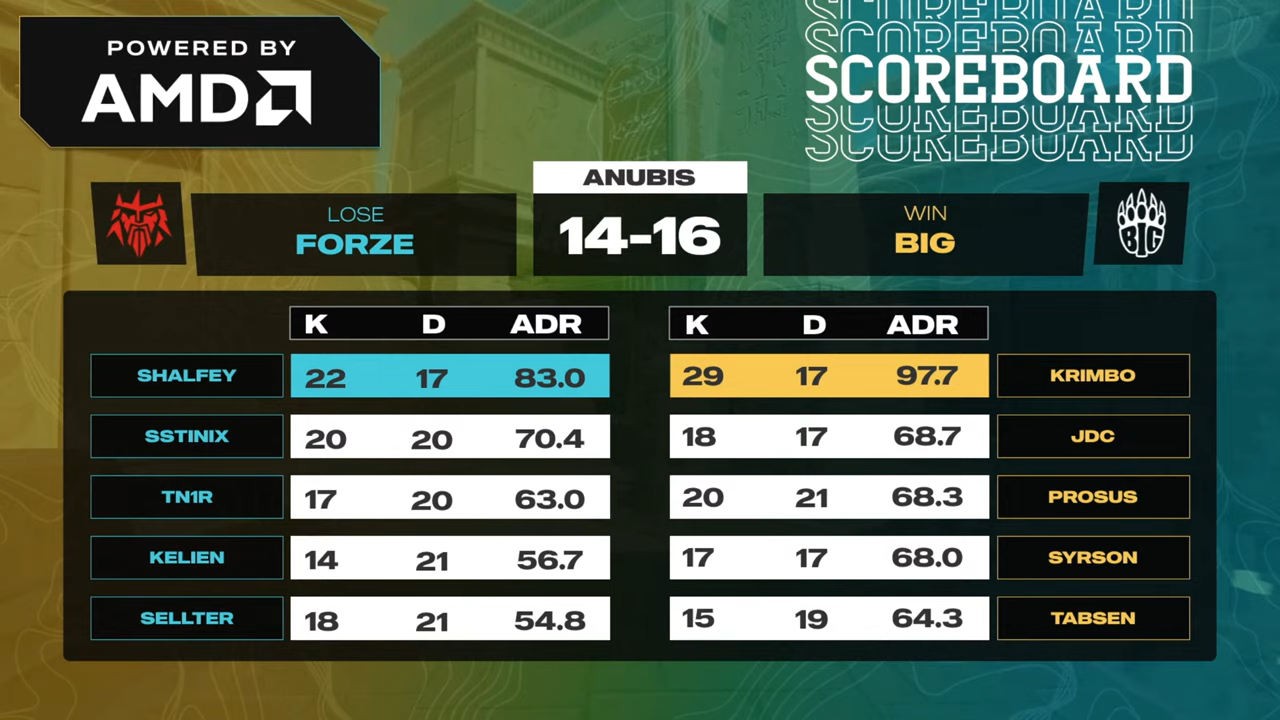 POWERED BY
AMD
SCOREBOARD
SCOREBOARD
SCOREBOARD
SCOREBOARD
SCOREBOARD
ANUBIS
LOSE
FORZE
14-16
WIN
BIG
BIG
K D ADR K D ADR
SHALFEY 22 17 83.0 29 17 97.7 KRIMBO
SSTINIX 20 20 70.4 18 17 68.7 JDC
TN1R 17 20 63.0 20 21 68.3 PROSUS
KELIEN 14 21 56.7 17 17 68.0 SYRSON
SELLTER 18 21 54.8 15 19 64.3 TABSEN